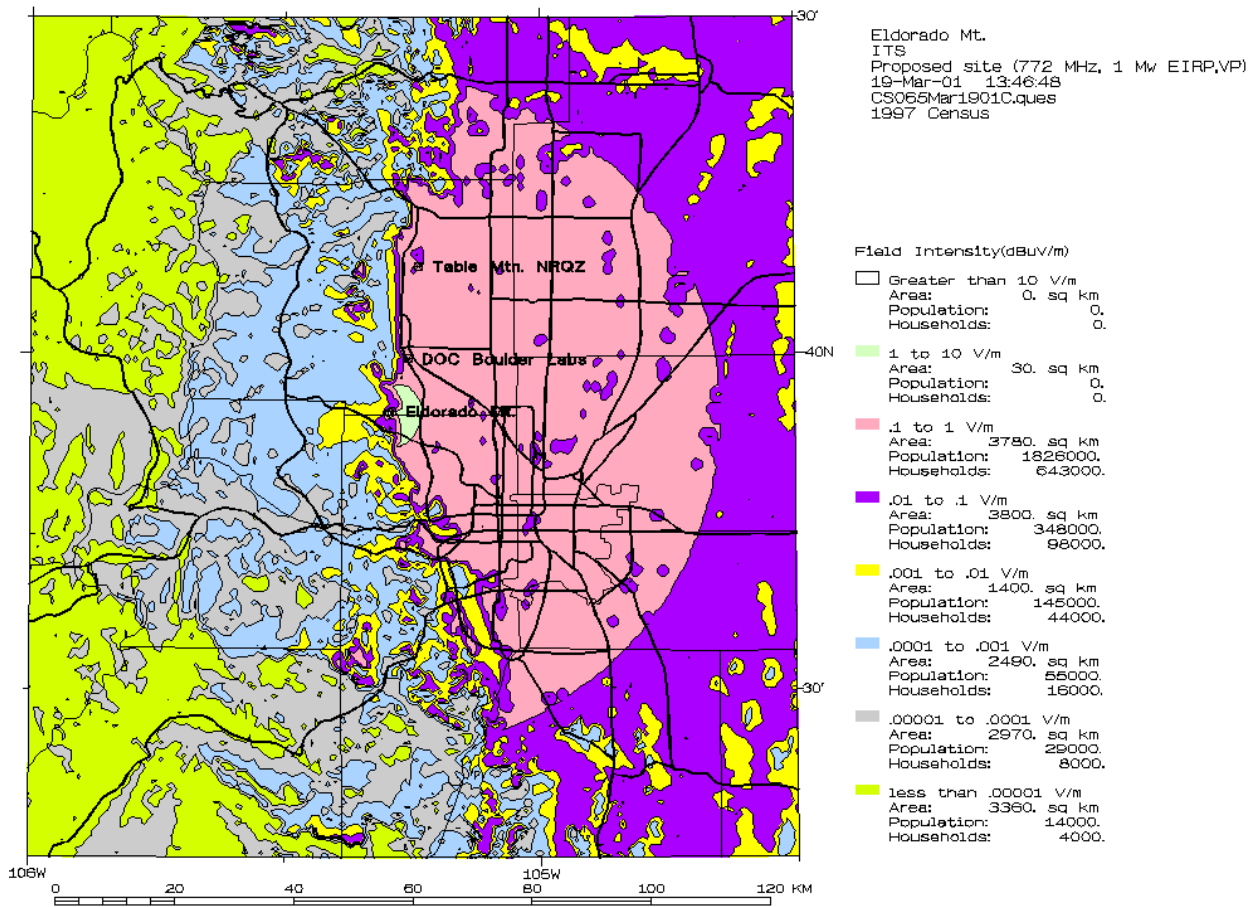 30'
Eldorado Mt.
ITS
Proposed site (772 MHz, 1 Mw EIRP,VP)
19-Mar-01 13:46:48
CS065Mar1901C.ques
1997 Census
Table Mtn. NRQZ
40N
DOC Boulder Labs
Eldorado Mt.
30'
106W
105W
0 20 40 60 80 100 120 KM
Field Intensity(dBuV/m)
Greater than 10 V/m
Area: 0. sq km
Population: 0.
Households: 0.
1 to 10 V/m
Area: 30. sq km
Population: 0.
Households: 0.
.1 to 1 V/m
Area: 3780. sq km
Population: 1826000.
Households: 643000.
.01 to .1 V/m
Area: 3800. sq km
Population: 348000.
Households: 98000.
.001 to .01 V/m
Area: 1400. sq km
Population: 145000.
Households: 44000.
.0001 to .001 V/m
Area: 2490. sq km
Population: 55000.
Households: 16000.
.00001 to .0001 V/m
Area: 2970. sq km
Population: 29000.
Households: 8000.
less than .00001 V/m
Area: 3360. sq km
Population: 14000.
Households: 4000.